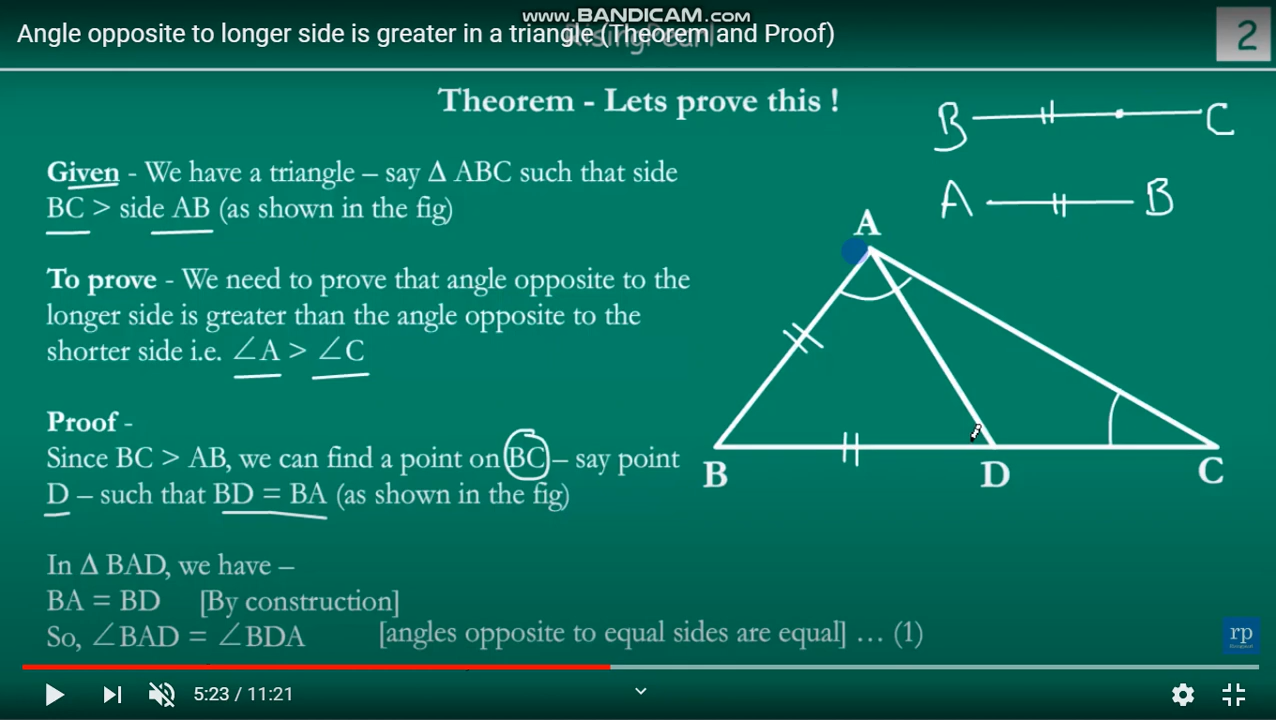 www.BANDICAM.com
Angle opposite to longer side is greater in a triangle (Theorem and Proof)
RisingPearl
2
Theorem - Lets prove this !
B C
A B
Given - We have a triangle – say Δ ABC such that side
BC > side AB (as shown in the fig)
To prove - We need to prove that angle opposite to the
longer side is greater than the angle opposite to the
shorter side i.e. ∠A > ∠C
Proof -
Since BC > AB, we can find a point on BC – say point
D – such that BD = BA (as shown in the fig)
In Δ BAD, we have –
BA = BD [By construction]
So, ∠BAD = ∠BDA [angles opposite to equal sides are equal] … (1)
A
B D C
rp
5:23 / 11:21